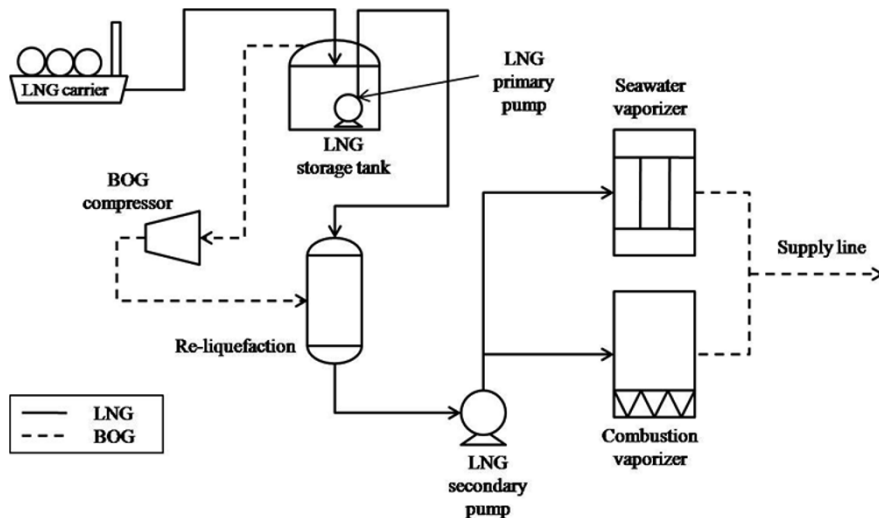 LNG carrier
LNG
primary
pump
LNG
storage tank
Seawater
vaporizer
BOG
compressor
Supply line
Re-liquefaction
LNG
BOG
LNG
secondary
pump
Combustion
vaporizer